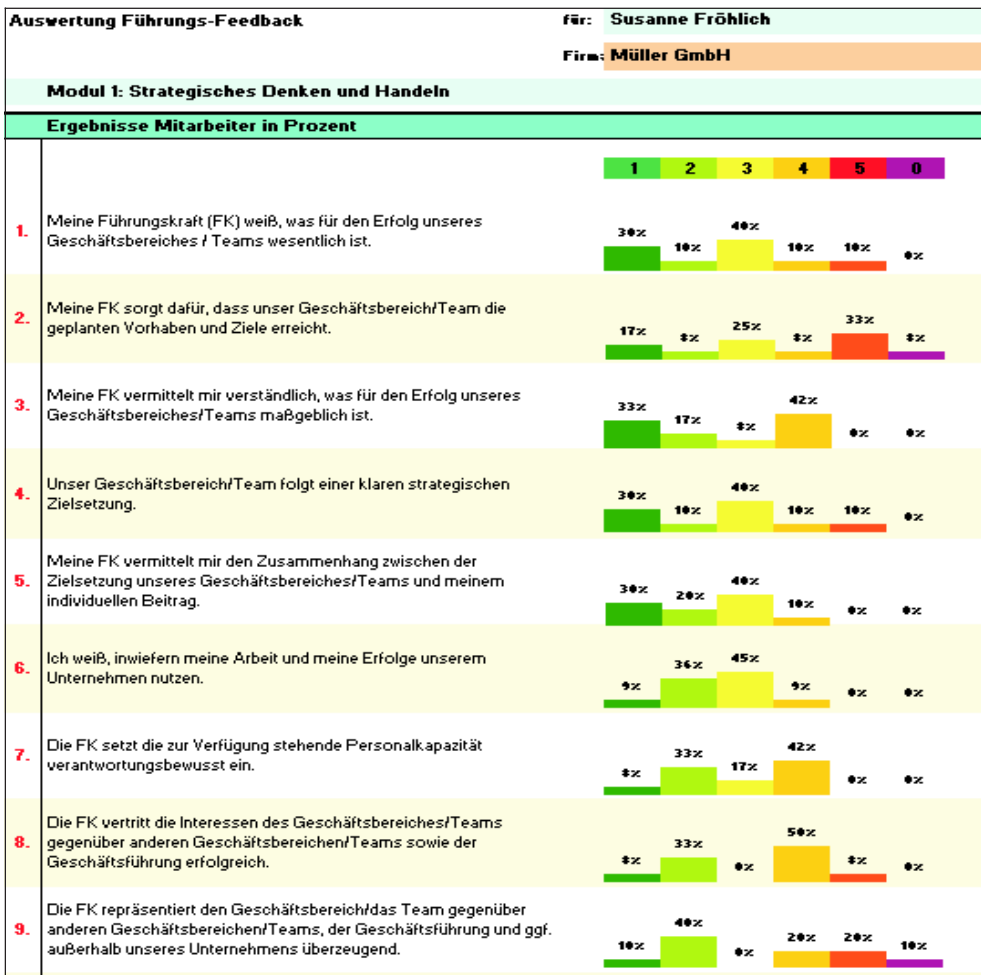 Auswertung Führungs-Feedback für: Susanne Fröhlich
Firm: Müller GmbH
Modul 1: Strategisches Denken und Handeln
Ergebnisse Mitarbeiter in Prozent
1 2 3 4 5 0
1. Meine Führungskraft (FK) weiß, was für den Erfolg unseres
Geschäftsbereiches / Teams wesentlich ist.
30% 10% 40% 10% 10% 0%
2. Meine FK sorgt dafür, dass unser Geschäftsbereich/Team die
geplanten Vorhaben und Ziele erreicht.
17% 8% 25% 8% 33% 8%
3. Meine FK vermittelt mir verständlich, was für den Erfolg unseres
Geschäftsbereiches/Teams maßgeblich ist.
33% 17% 8% 42% 0% 0%
4. Unser Geschäftsbereich/Team folgt einer klaren strategischen
Zielsetzung.
30% 10% 40% 10% 10% 0%
5. Meine FK vermittelt mir den Zusammenhang zwischen der
Zielsetzung unseres Geschäftsbereiches/Teams und meinem
individuellen Beitrag.
30% 20% 40% 10% 0% 0%
6. Ich weiß, inwiefern meine Arbeit und meine Erfolge unserem
Unternehmen nutzen.
9% 36% 45% 9% 0% 0%
7. Die FK setzt die zur Verfügung stehende Personalkapazität
verantwortungsbewusst ein.
8% 33% 17% 42% 0% 0%
8. Die FK vertritt die Interessen des Geschäftsbereiches/Teams
gegenüber anderen Geschäftsbereichen/Teams sowie der
Geschäftsführung erfolgreich.
8% 33% 0% 50% 8% 0%
9. Die FK repräsentiert den Geschäftsbereich/das Team gegenüber
anderen Geschäftsbereichen/Teams, der Geschäftsführung und ggf.
außerhalb unseres Unternehmens überzeugend.
10% 40% 0% 20% 20% 10%